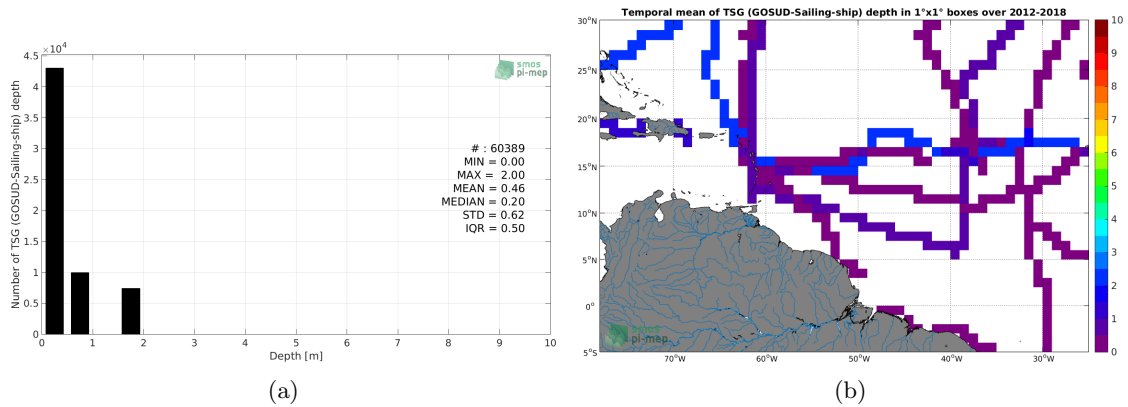 ×10⁴
4.5
4
3.5
3
2.5
2
1.5
1
0.5
0
Number of TSG (GOSUD-Sailing-ship) depth
smos
pi-mep
# : 60389
MIN = 0.00
MAX = 2.00
MEAN = 0.46
MEDIAN = 0.20
STD = 0.62
IQR = 0.50
0 1 2 3 4 5 6 7 8 9 10
Depth [m]
(a)
Temporal mean of TSG (GOSUD-Sailing-ship) depth in 1°x1° boxes over 2012-2018
30°N
25°N
20°N
15°N
10°N
5°N
0°
5°S
smos
pi-mep
70°W 60°W 50°W 40°W 30°W
10
9
8
7
6
5
4
3
2
1
0
(b)